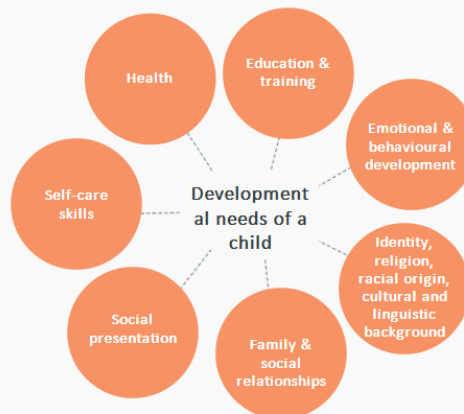 Health
Education &
training
Emotional &
behavioural
development
Identity,
religion,
racial origin,
cultural and
linguistic
background
Family &
social
relationships
Social
presentation
Self-care
skills
Development
al needs of a
child